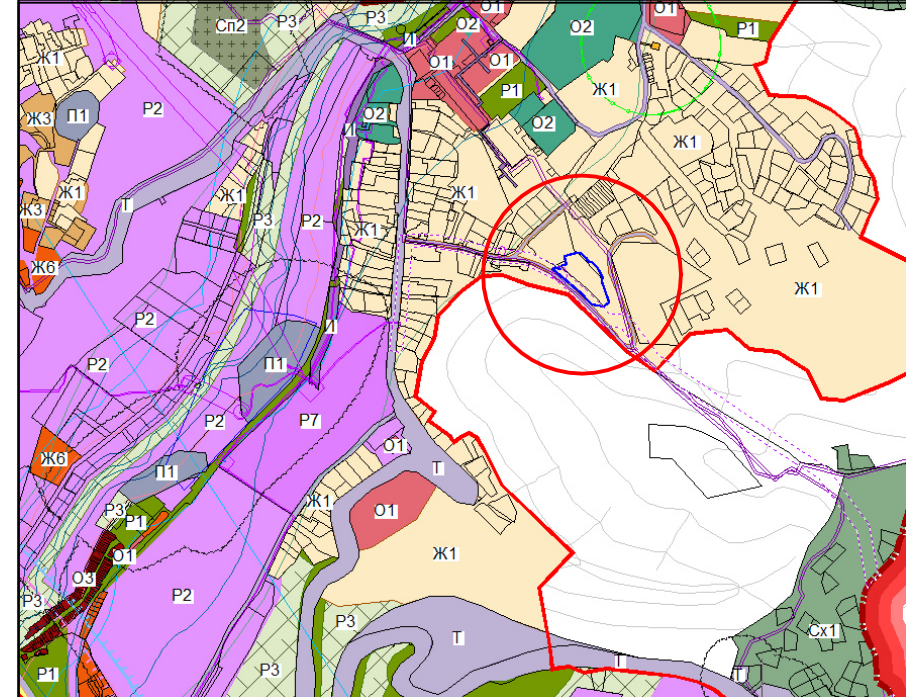 О1
Р3
Сп2
Р3
О2
О2
Р1
И
О1
О1
Ж1
Р1
Ж1
Р2
П1
Ж3
О2
И
О2
Ж1
Ж1
Ж1
Ж1
Ж3
Т
Р3
Р2
Ж1
Ж6
Ж1
Р2
И
Р2
П1
Р2
Р7
О1
Ж6
П1
Т
Ж1
Р3
Р1
О1
О1
Ж1
О3
Р2
Р3
Р3
Т
Сх1
Р3
Т
Р1
Т